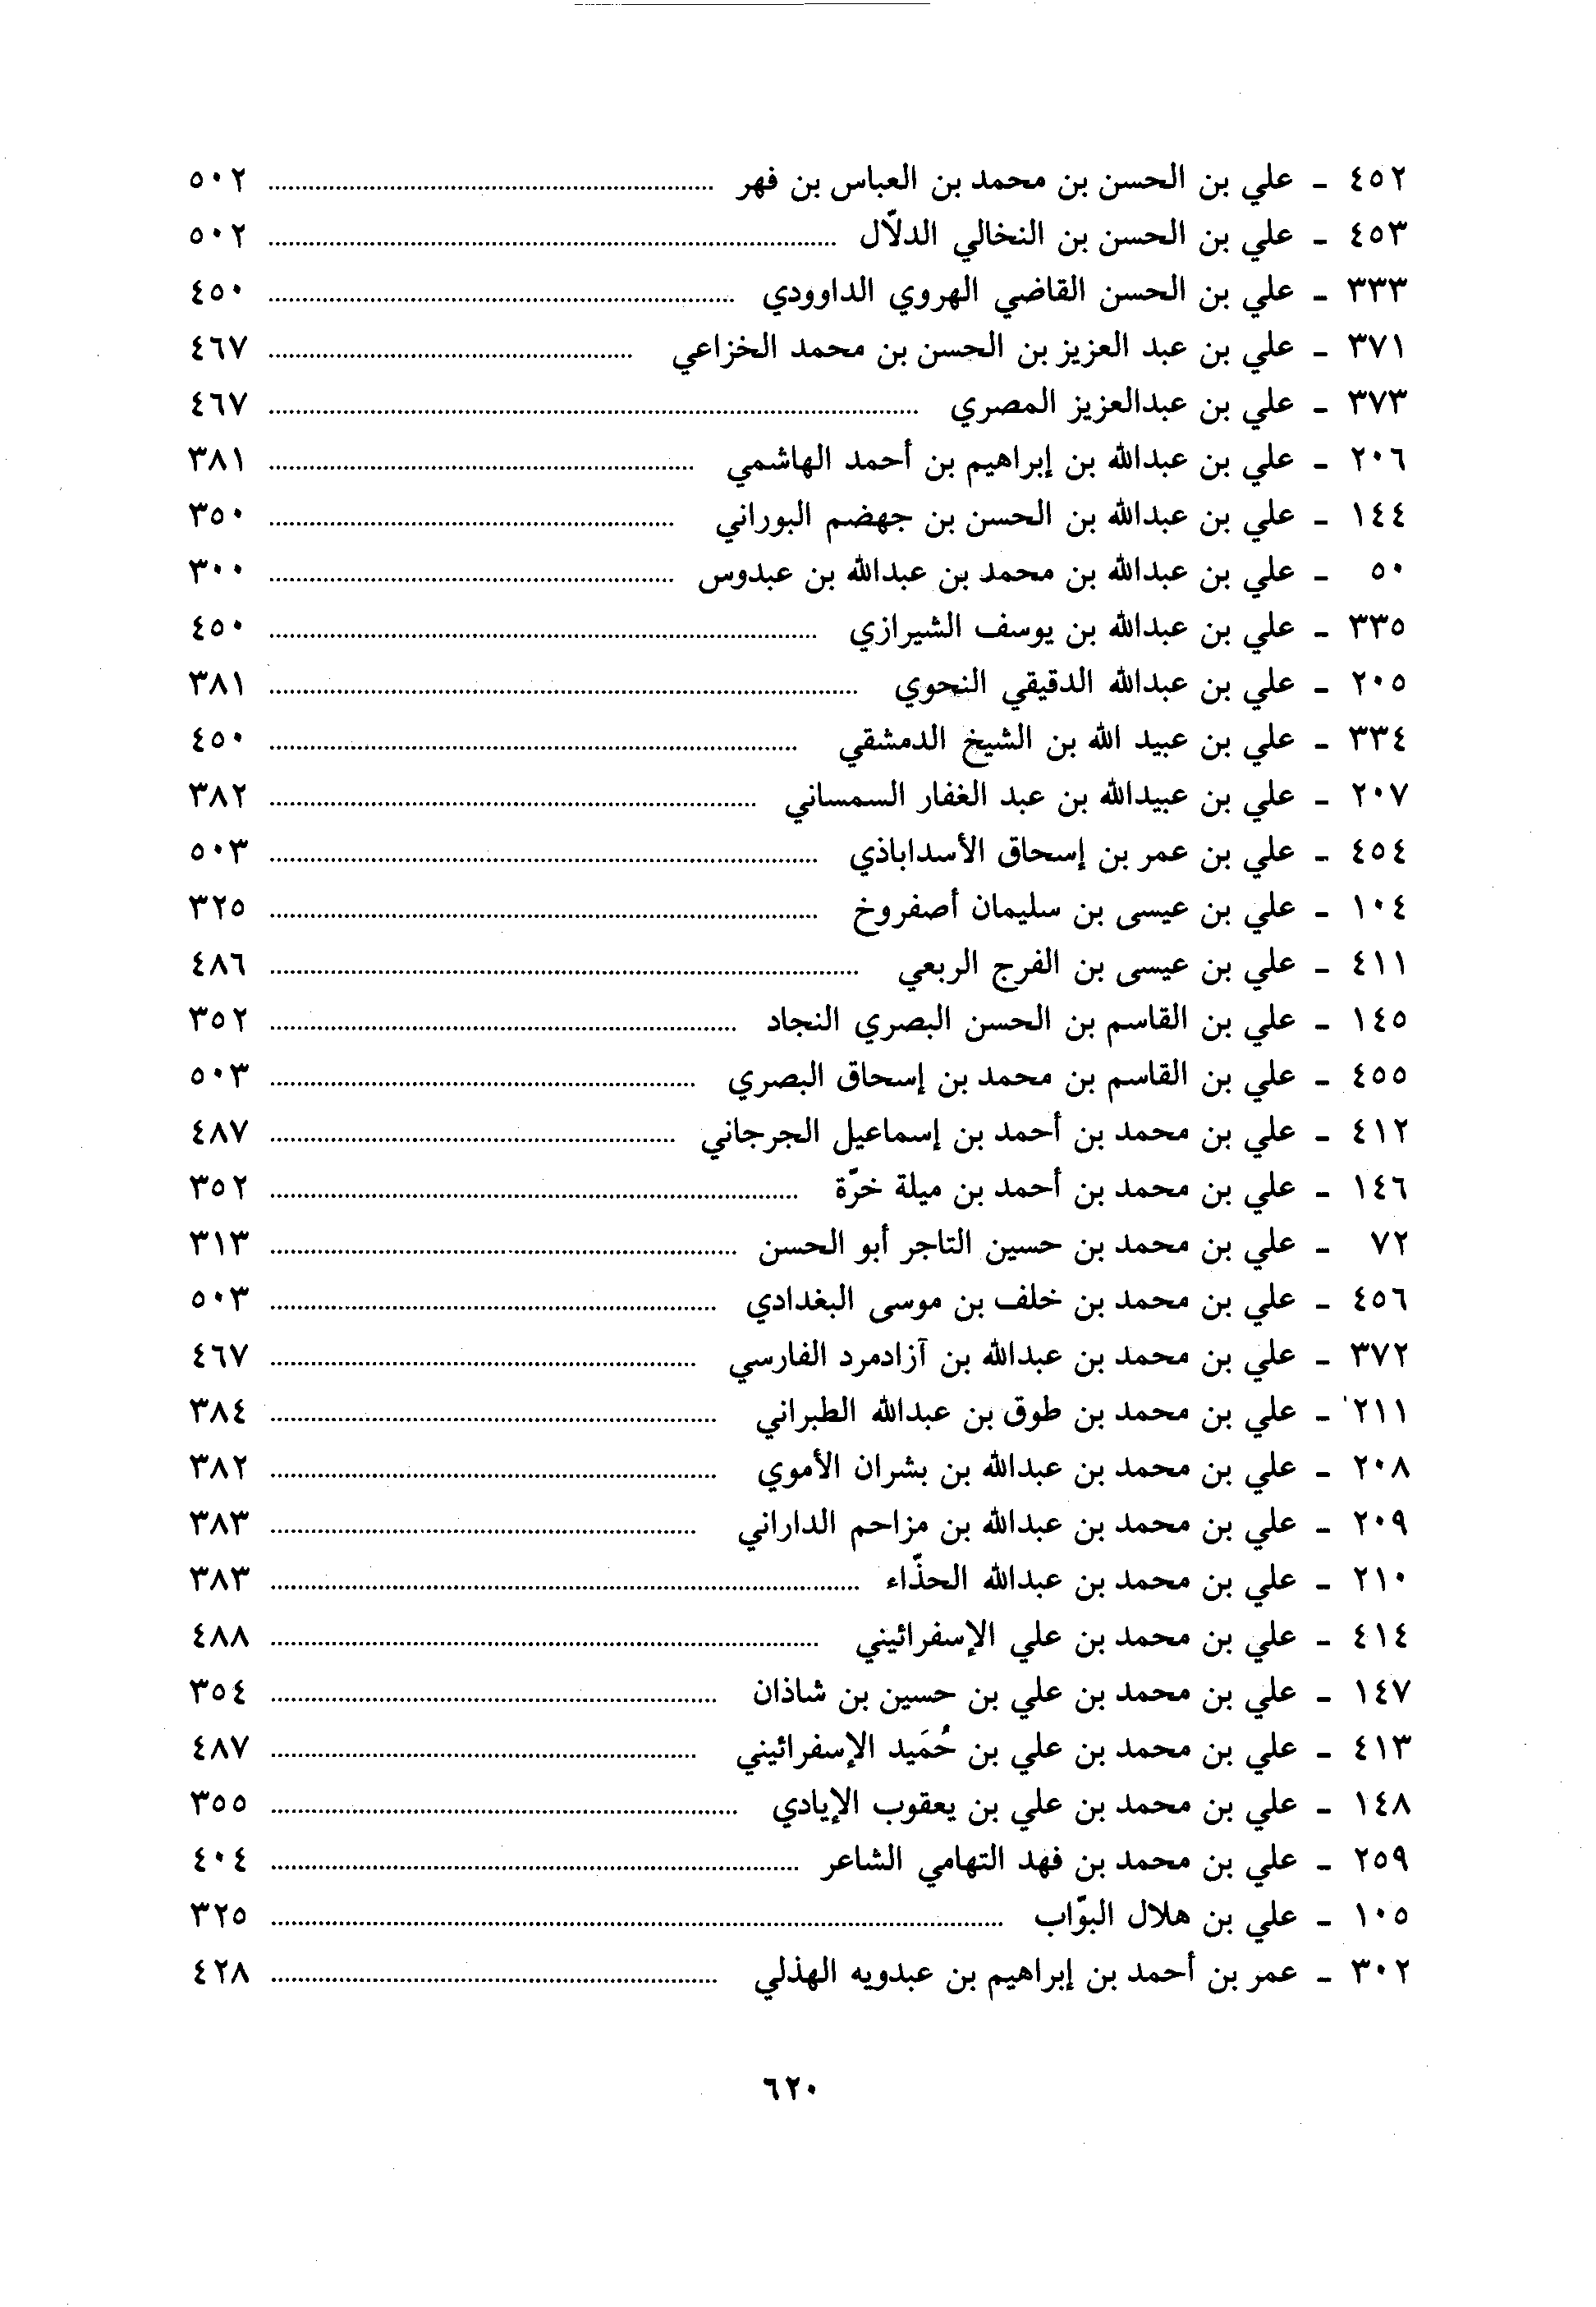 ٤٥٢ - علي بن الحسن بن محمد بن العباس بن فهر ........ ٥٠٢
٤٥٣ - علي بن الحسن بن النخالي الدلاّل ........ ٥٠٢
٣٣٣ - علي بن الحسن القاضي الهروي الداوودي ........ ٤٥٠
٣٧١ - علي بن عبد العزيز بن الحسن بن محمد الخزاعي ........ ٤٦٧
٣٧٣ - علي بن عبدالعزيز المصري ........ ٤٦٧
٢٠٦ - علي بن عبدالله بن إبراهيم بن أحمد الهاشمي ........ ٣٨١
١٤٤ - علي بن عبدالله بن الحسن بن جهضم البوراني ........ ٣٥٠
٥٠ - علي بن عبدالله بن محمد بن عبدالله بن عبدوس ........ ٣٠٠
٣٣٥ - علي بن عبدالله بن يوسف الشيرازي ........ ٤٥٠
٢٠٥ - علي بن عبدالله الدقيقي النحوي ........ ٣٨١
٣٣٤ - علي بن عبيد الله بن الشيخ الدمشقي ........ ٤٥٠
٢٠٧ - علي بن عبيدالله بن عبد الغفار السمساني ........ ٣٨٢
٤٥٤ - علي بن عمر بن إسحاق الأسداباذي ........ ٥٠٣
١٠٤ - علي بن عيسى بن سليمان أصفروخ ........ ٣٢٥
٤١١ - علي بن عيسى بن الفرج الربعي ........ ٤٨٦
١٤٥ - علي بن القاسم بن الحسن البصري النجاد ........ ٣٥٢
٤٥٥ - علي بن القاسم بن محمد بن إسحاق البصري ........ ٥٠٣
٤١٢ - علي بن محمد بن أحمد بن إسماعيل الجرجاني ........ ٤٨٧
١٤٦ - علي بن محمد بن أحمد بن ميلة خرّة ........ ٣٥٢
٧٢ - علي بن محمد بن حسين التاجر أبو الحسن ........ ٣١٣
٤٥٦ - علي بن محمد بن خلف بن موسى البغدادي ........ ٥٠٣
٣٧٢ - علي بن محمد بن عبدالله بن آزادمرد الفارسي ........ ٤٦٧
٢١١ - علي بن محمد بن طوق بن عبدالله الطبراني ........ ٣٨٤
٢٠٨ - علي بن محمد بن عبدالله بن بشران الأموي ........ ٣٨٢
٢٠٩ - علي بن محمد بن عبدالله بن مزاحم الداراني ........ ٣٨٣
٢١٠ - علي بن محمد بن عبدالله الحذّاء ........ ٣٨٣
٤١٤ - علي بن محمد بن علي الإسفرائيني ........ ٤٨٨
١٤٧ - علي بن محمد بن علي بن حسين بن شاذان ........ ٣٥٤
٤١٣ - علي بن محمد بن علي بن حُمَيد الإسفرائيني ........ ٤٨٧
١٤٨ - علي بن محمد بن علي بن يعقوب الإيادي ........ ٣٥٥
٢٥٩ - علي بن محمد بن فهد التهامي الشاعر ........ ٤٠٤
١٠٥ - علي بن هلال البوّاب ........ ٣٢٥
٣٠٢ - عمر بن أحمد بن إبراهيم بن عبدويه الهذلي ........ ٤٢٨
٦٢٠